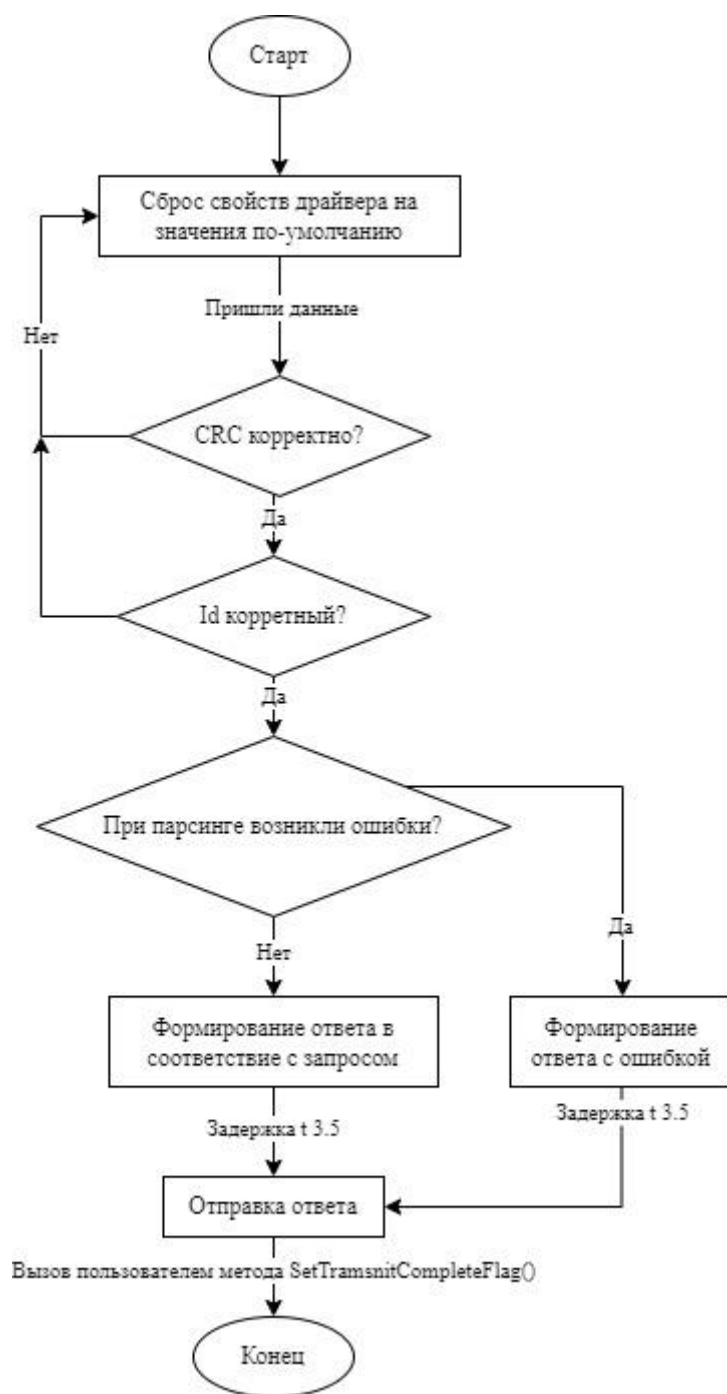 Старт
Сброс свойств драйвера на
значения по-умолчанию
Пришли данные
Нет
CRC корректно?
Да
Id корретный?
Да
При парсинге возникли ошибки?
Да
Нет
Формирование ответа в
соответствие с запросом
Формирование
ответа с ошибкой
Задержка t 3.5
Задержка t 3.5
Отправка ответа
Вызов пользователем метода SetTramsnitCompleteFlag()
Конец